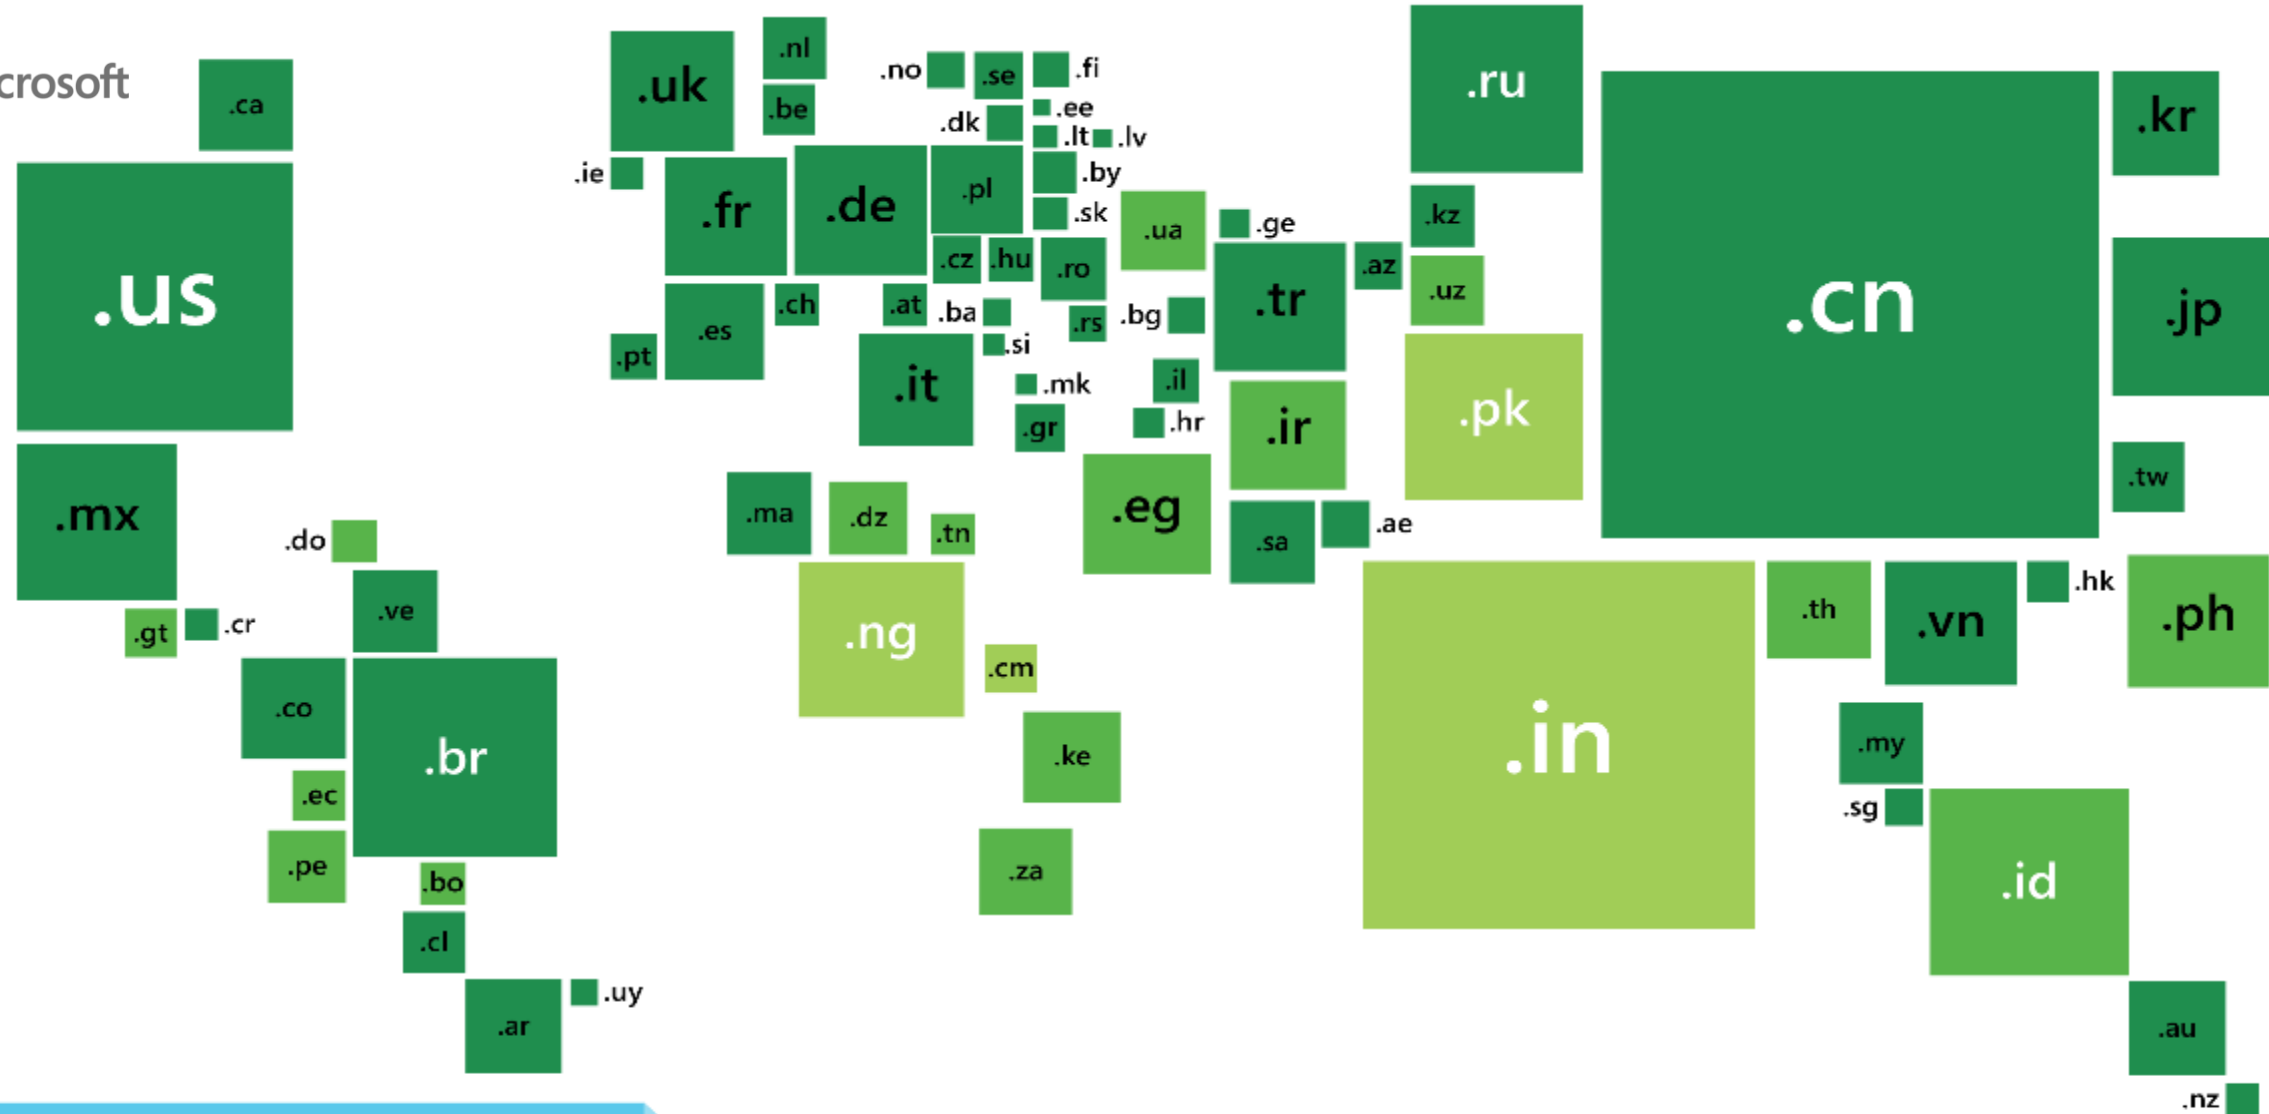 crosoft
.ca
.us
.mx
.do
.gt
.cr
.ve
.co
.br
.ec
.pe
.bo
.cl
.ar
.uy
.uk
.nl
.be
.no
.se
.fi
.ee
.dk
.lt
.lv
.ie
.fr
.de
.pl
.by
.sk
.ua
.ge
.cz
.hu
.ro
.tr
.az
.es
.ch
.at
.ba
.rs
.bg
.pt
.it
.si
.mk
.il
.gr
.hr
.ir
.ma
.dz
.tn
.eg
.sa
.ae
.ng
.cm
.ke
.za
.ru
.kz
.uz
.pk
.cn
.kr
.jp
.tw
.in
.th
.vn
.hk
.ph
.my
.sg
.id
.au
.nz